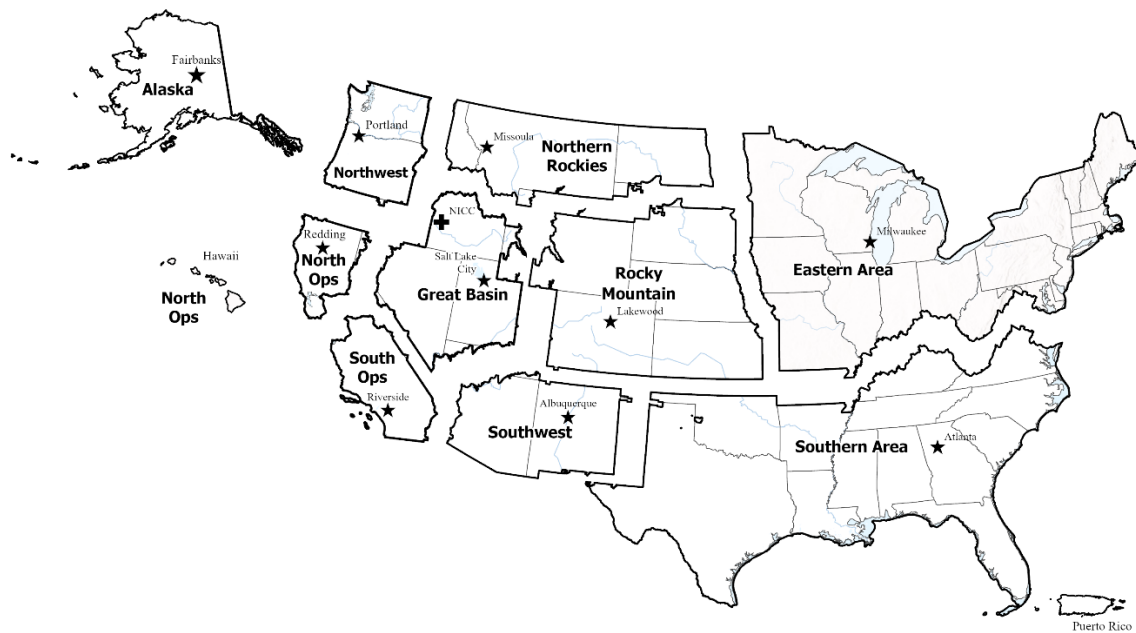 Fairbanks
Alaska
Portland
Northwest
Missoula
Northern
Rockies
NICC
Salt Lake
City
Great Basin
Redding
North
Ops
Hawaii
North
Ops
Rocky
Mountain
Lakewood
Milwaukee
Eastern Area
South
Ops
Riverside
Albuquerque
Southwest
Southern Area
Atlanta
Puerto Rico